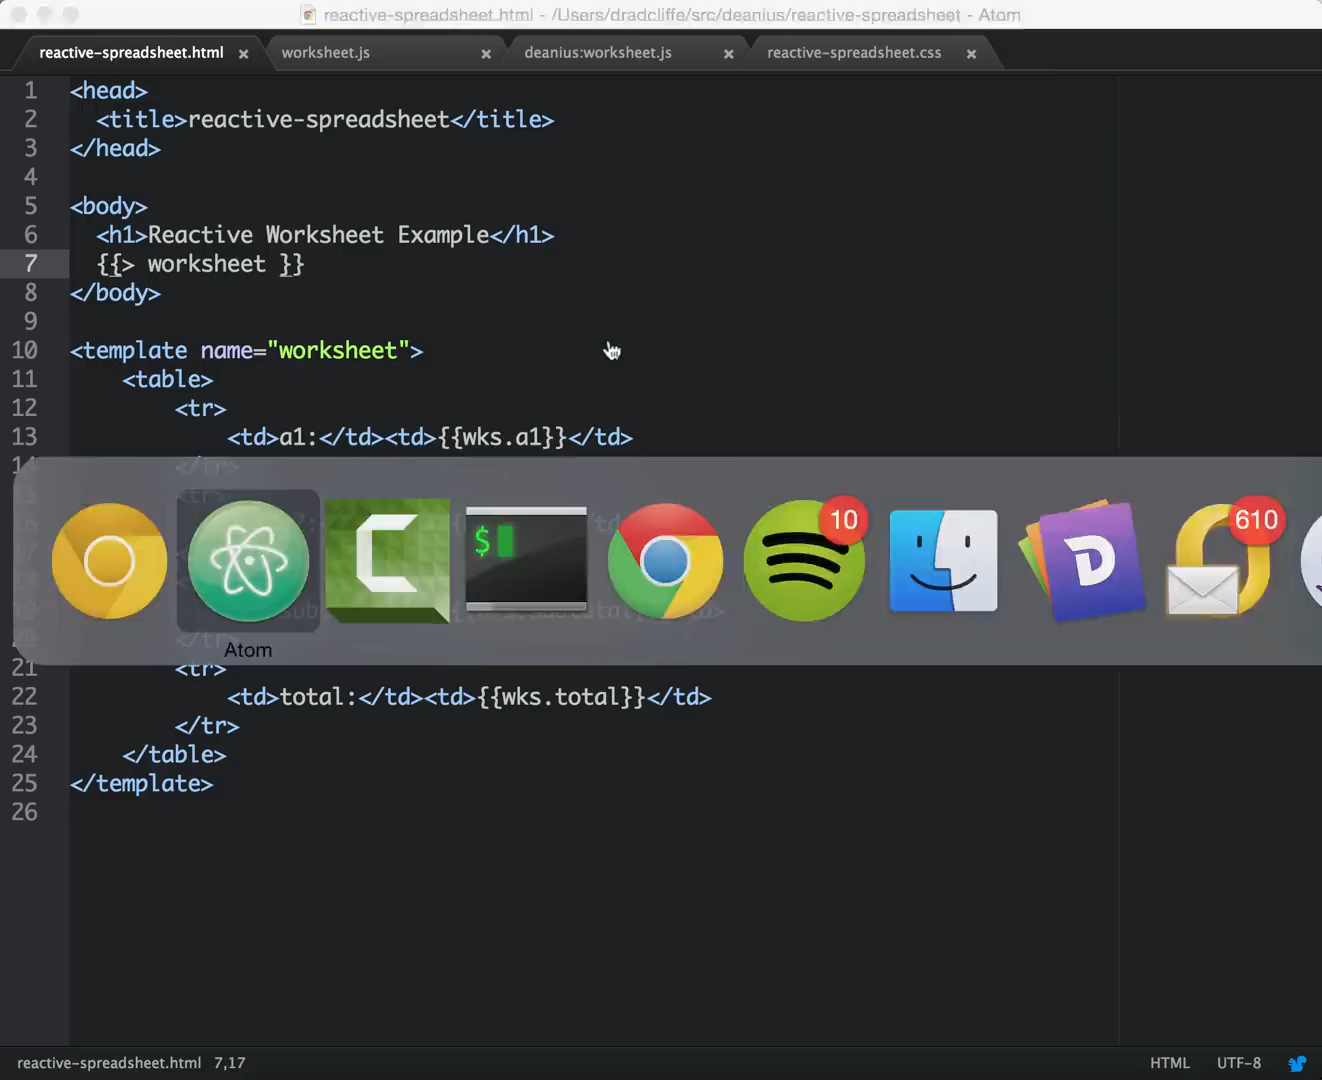 reactive-spreadsheet.html - /Users/dradcliffe/src/deanius/reactive-spreadsheet - Atom
reactive-spreadsheet.html × worksheet.js × deanius:worksheet.js × reactive-spreadsheet.css ×
1 <head>
2 <title>reactive-spreadsheet</title>
3 </head>
4
5 <body>
6 <h1>Reactive Worksheet Example</h1>
7 {{> worksheet }}
8 </body>
9
10 <template name="worksheet">
11 <table>
12 <tr>
13 <td>a1:</td><td>{{wks.a1}}</td>
10
610
$
D
Atom
21 <tr>
22 <td>total:</td><td>{{wks.total}}</td>
23 </tr>
24 </table>
25 </template>
26
reactive-spreadsheet.html 7,17 HTML UTF-8